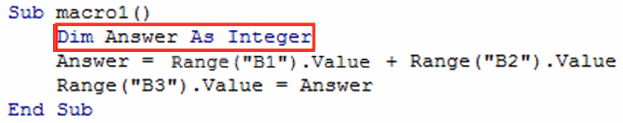 Sub macro1()
Dim Answer As Integer
Answer = Range("B1").Value + Range("B2").Value
Range("B3").Value = Answer
End Sub